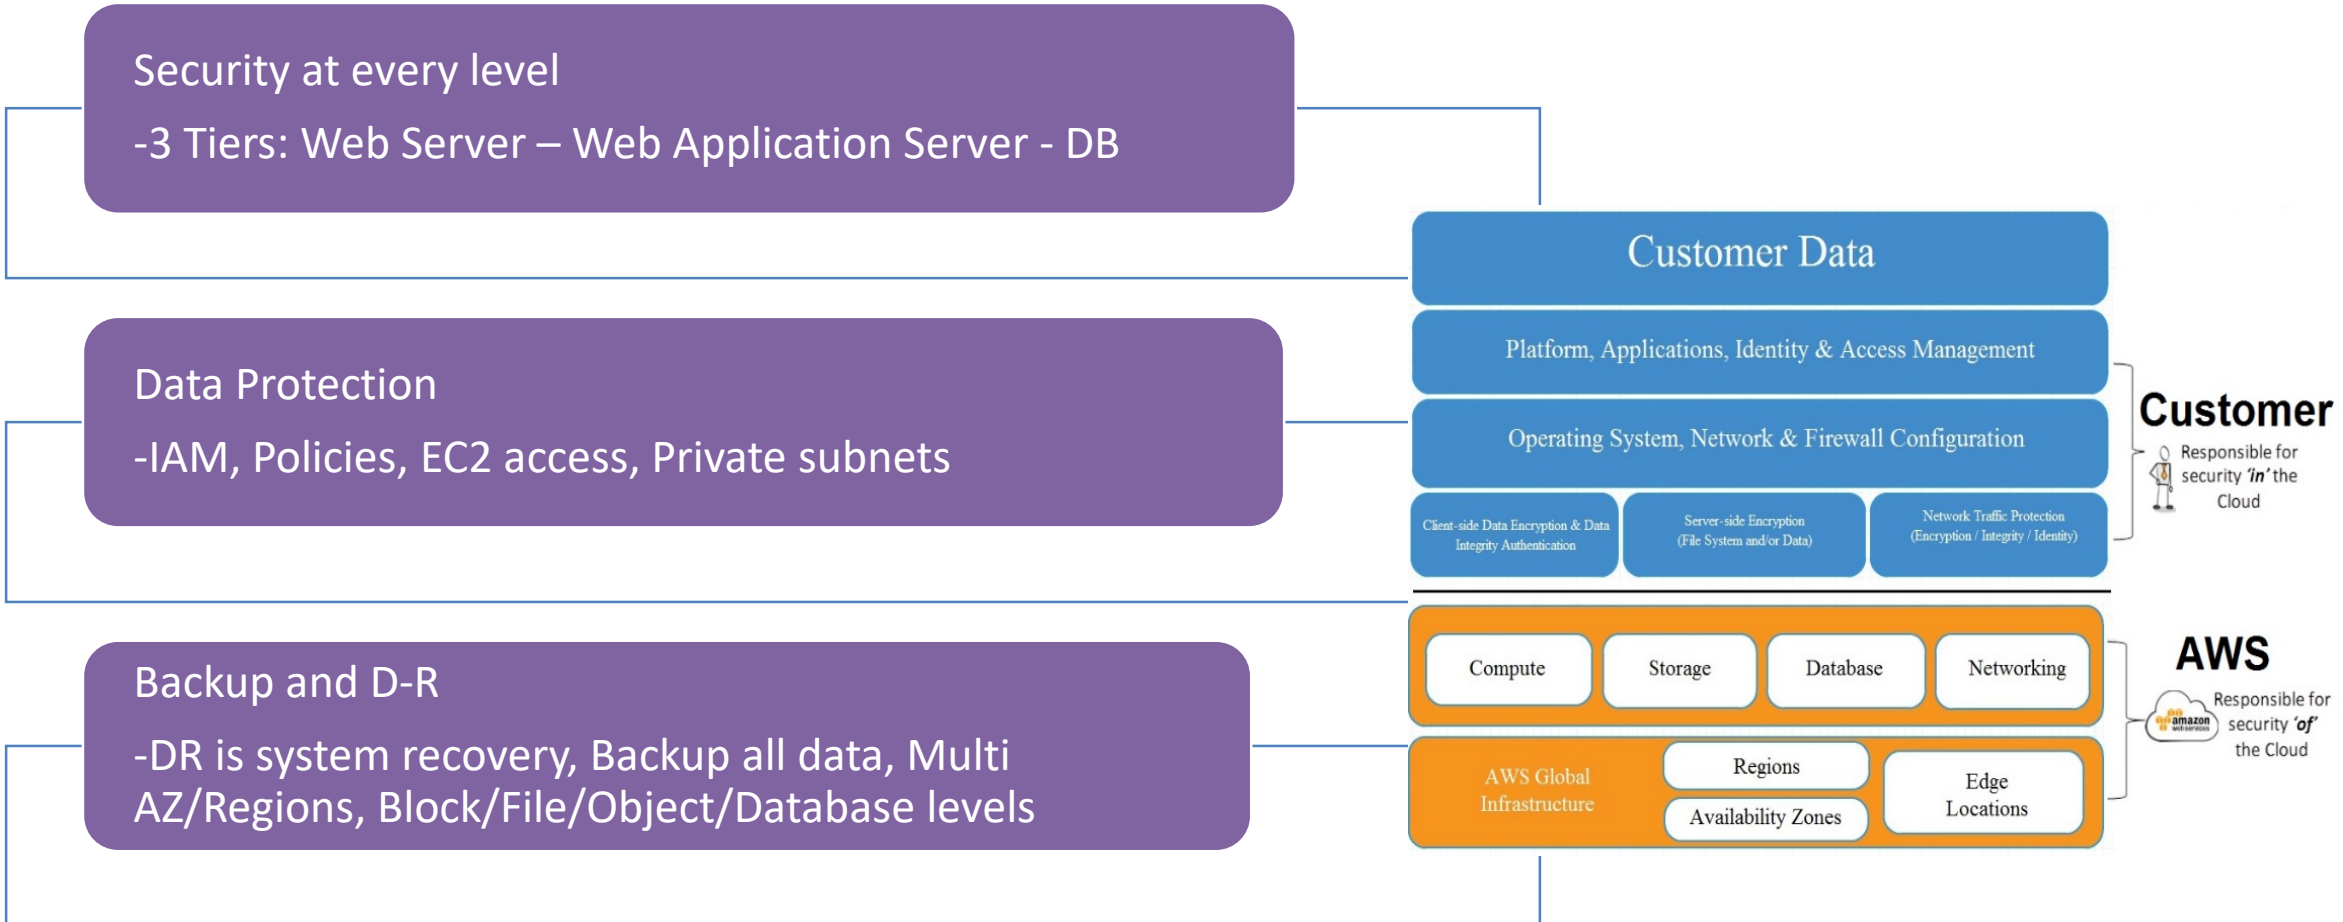 Security at every level
-3 Tiers: Web Server – Web Application Server - DB
Data Protection
-IAM, Policies, EC2 access, Private subnets
Backup and D-R
-DR is system recovery, Backup all data, Multi
AZ/Regions, Block/File/Object/Database levels
Customer Data
Platform, Applications, Identity & Access Management
Operating System, Network & Firewall Configuration
Client-side Data Encryption & Data
Integrity Authentication
Server-side Encryption
(File System and/or Data)
Network Traffic Protection
(Encryption / Integrity / Identity)
Customer
Responsible for
security 'in' the
Cloud
Compute
Storage
Database
Networking
AWS Global
Infrastructure
Regions
Availability Zones
Edge
Locations
AWS
amazon
webservices
Responsible for
security 'of'
the Cloud